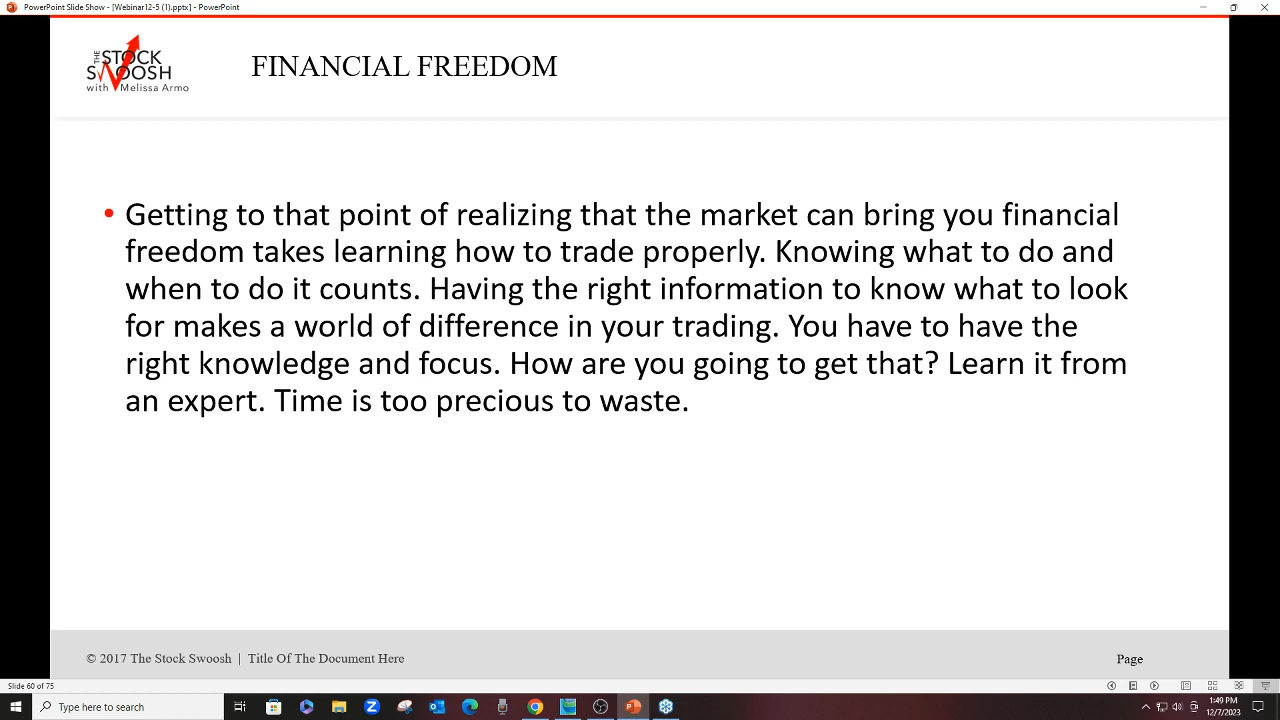 PowerPoint Slide Show - [Webinar12-5 (1).pptx] - PowerPoint
THE
STOCK
SWOOSH
with Melissa Armo
FINANCIAL FREEDOM
• Getting to that point of realizing that the market can bring you financial
freedom takes learning how to trade properly. Knowing what to do and
when to do it counts. Having the right information to know what to look
for makes a world of difference in your trading. You have to have the
right knowledge and focus. How are you going to get that? Learn it from
an expert. Time is too precious to waste.
© 2017 The Stock Swoosh | Title Of The Document Here
Page
Slide 60 of 75
Type here to search
1:49 PM
12/7/2023